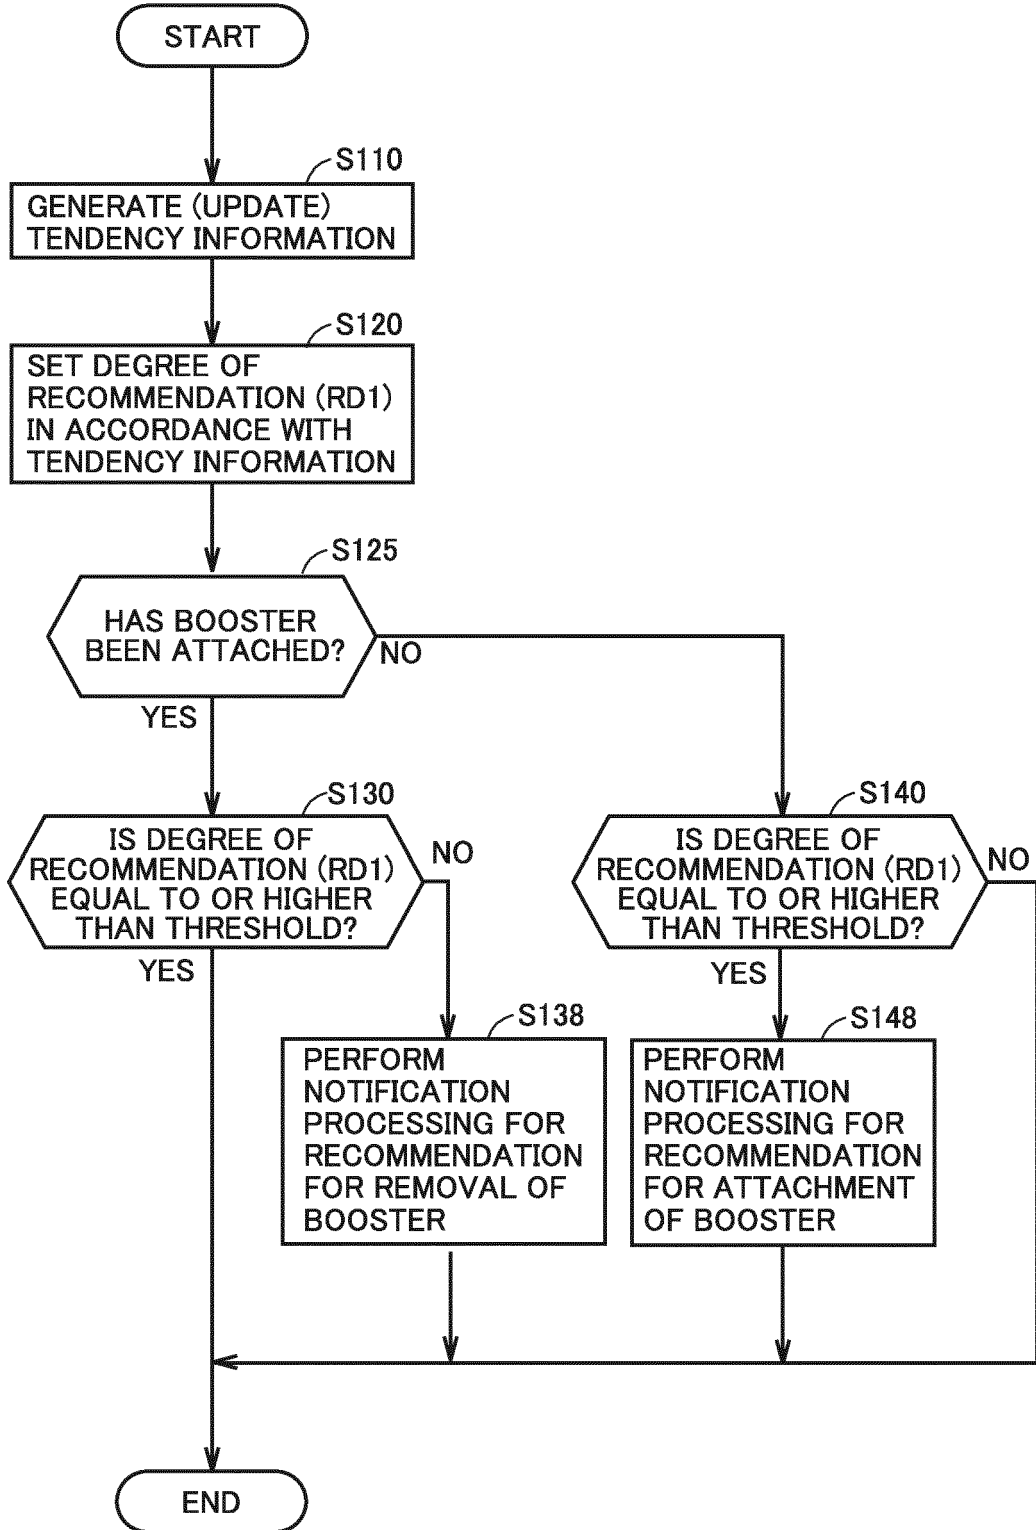 START
S110
GENERATE (UPDATE)
TENDENCY INFORMATION
S120
SET DEGREE OF
RECOMMENDATION (RD1)
IN ACCORDANCE WITH
TENDENCY INFORMATION
S125
HAS BOOSTER
BEEN ATTACHED?
NO
YES
S130
IS DEGREE OF
RECOMMENDATION (RD1)
EQUAL TO OR HIGHER
THAN THRESHOLD?
NO
YES
S140
IS DEGREE OF
RECOMMENDATION (RD1)
EQUAL TO OR HIGHER
THAN THRESHOLD?
NO
YES
S138
PERFORM
NOTIFICATION
PROCESSING FOR
RECOMMENDATION
FOR REMOVAL OF
BOOSTER
S148
PERFORM
NOTIFICATION
PROCESSING FOR
RECOMMENDATION
FOR ATTACHMENT
OF BOOSTER
END